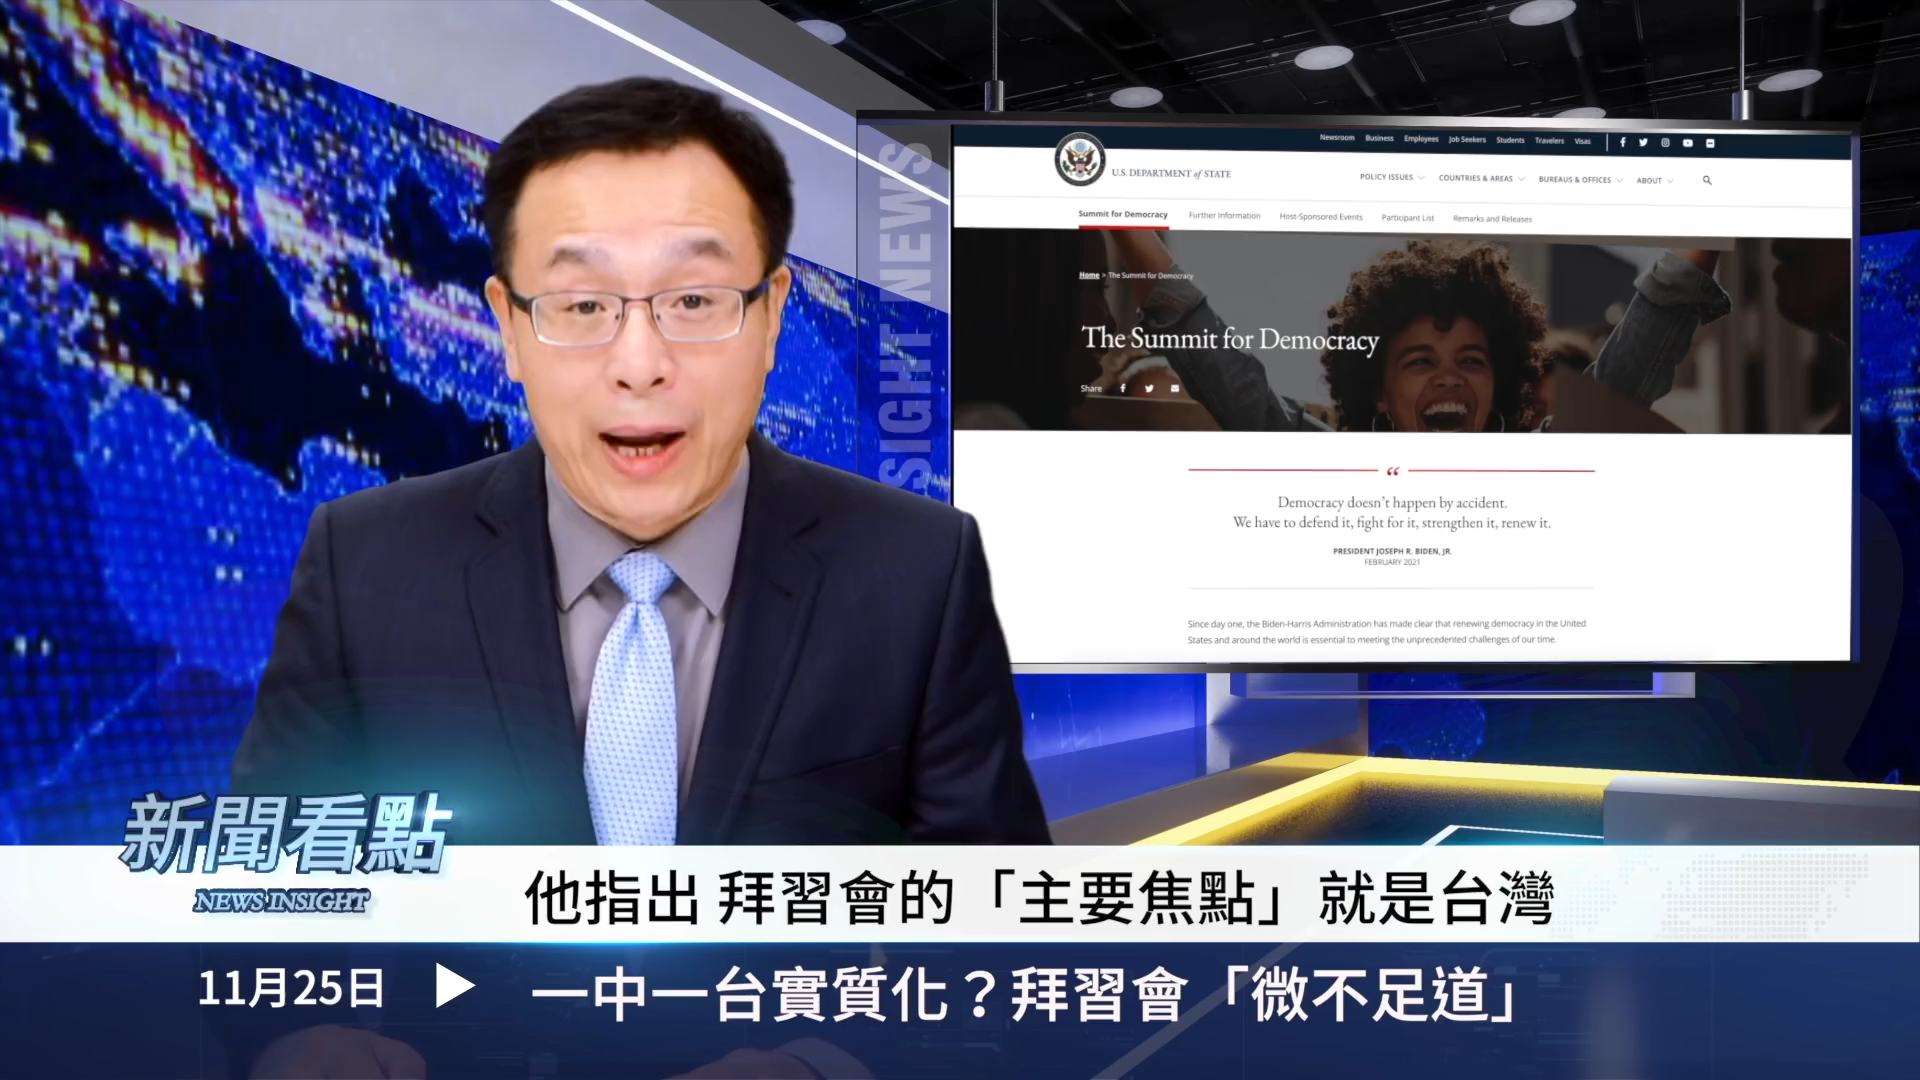 SIGHT NEWS
Newsroom Business Employees Job Seekers Students Travelers Visas
U.S. DEPARTMENT of STATE
POLICY ISSUES COUNTRIES & AREAS BUREAUS & OFFICES ABOUT
Summit for Democracy Further Information Host-Sponsored Events Participant List Remarks and Releases
Home > The Summit for Democracy
The Summit for Democracy
Share
“
Democracy doesn’t happen by accident.
We have to defend it, fight for it, strengthen it, renew it.
PRESIDENT JOSEPH R. BIDEN, JR.
FEBRUARY 2021
Since day one, the Biden-Harris Administration has made clear that renewing democracy in the United
States and around the world is essential to meeting the unprecedented challenges of our time.
新聞看點
NEWS INSIGHT
他指出 拜習會的「主要焦點」就是台灣
11月25日 ▶ 一中一台實質化？拜習會「微不足道」